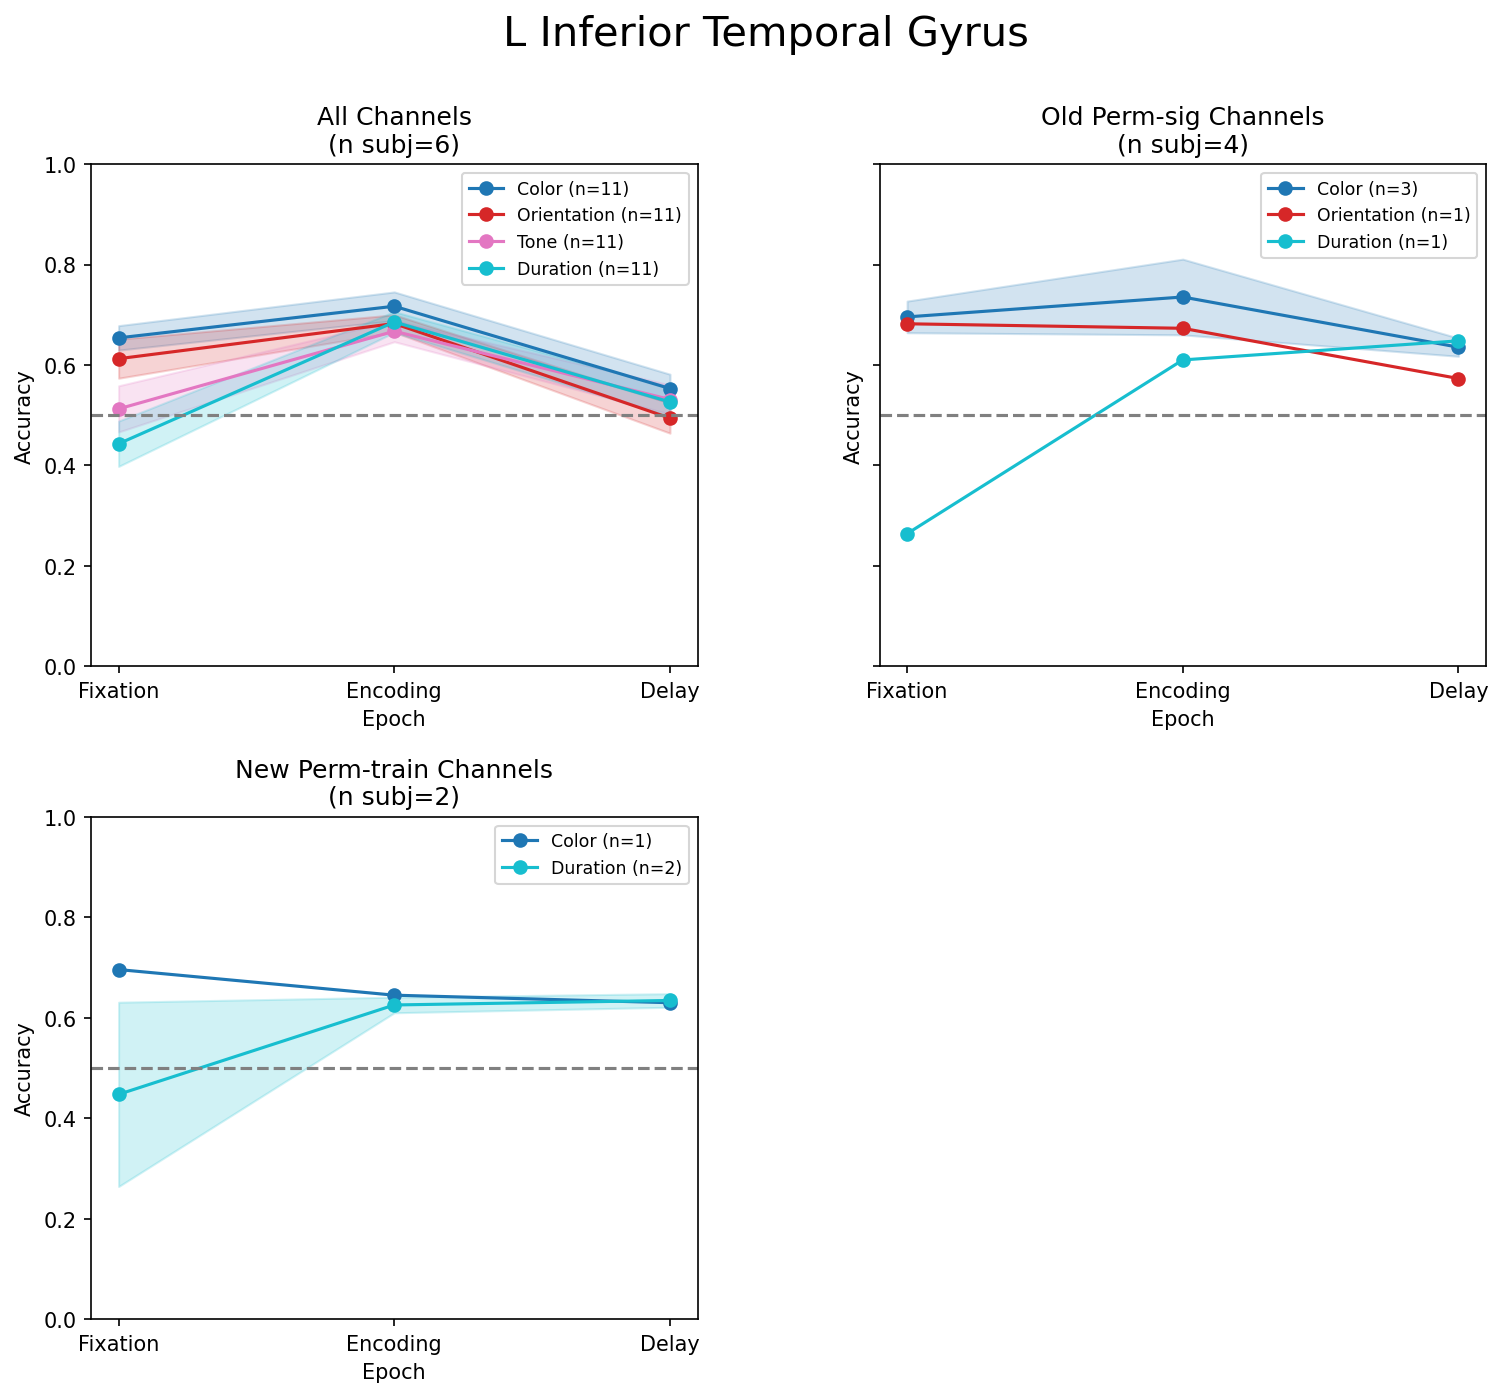 L Inferior Temporal Gyrus
All Channels
(n subj=6)
1.0
0.8
0.6
0.4
0.2
0.0
Accuracy
Color (n=11)
Orientation (n=11)
Tone (n=11)
Duration (n=11)
Fixation
Encoding
Delay
Epoch
Old Perm-sig Channels
(n subj=4)
Accuracy
Color (n=3)
Orientation (n=1)
Duration (n=1)
Fixation
Encoding
Delay
Epoch
New Perm-train Channels
(n subj=2)
1.0
0.8
0.6
0.4
0.2
0.0
Accuracy
Color (n=1)
Duration (n=2)
Fixation
Encoding
Delay
Epoch